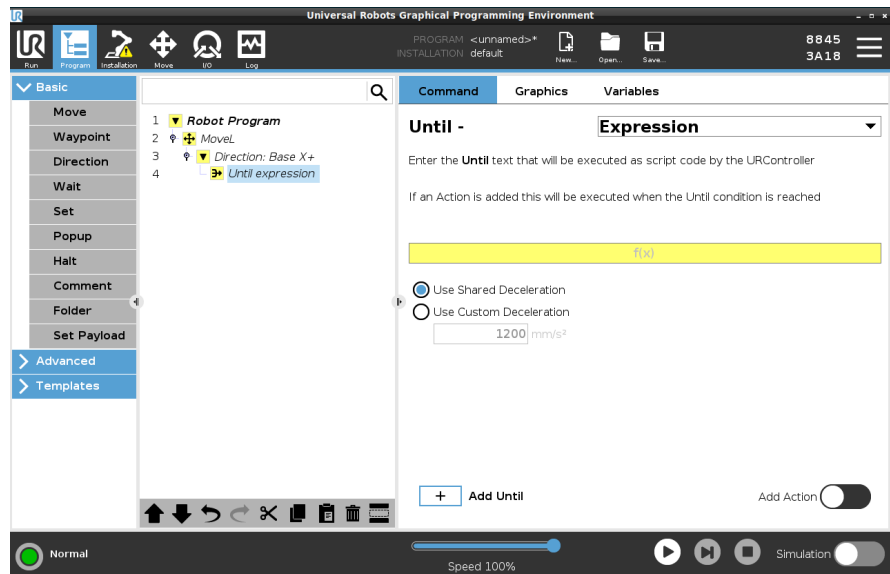 Universal Robots Graphical Programming Environment
UR
Run
Program
Installation
Move
I/O
Log
PROGRAM <unnamed>*
INSTALLATION default
New...
Open...
Save...
8845
3A18
Basic
Move
Waypoint
Direction
Wait
Set
Popup
Halt
Comment
Folder
Set Payload
Advanced
Templates
1 Robot Program
2 MoveL
3 Direction: Base X+
4 Until expression
Command Graphics Variables
Until - Expression
Enter the Until text that will be executed as script code by the URController
If an Action is added this will be executed when the Until condition is reached
f(x)
Use Shared Deceleration
Use Custom Deceleration
1200 mm/s²
+ Add Until
Add Action
Normal
Speed 100%
Simulation